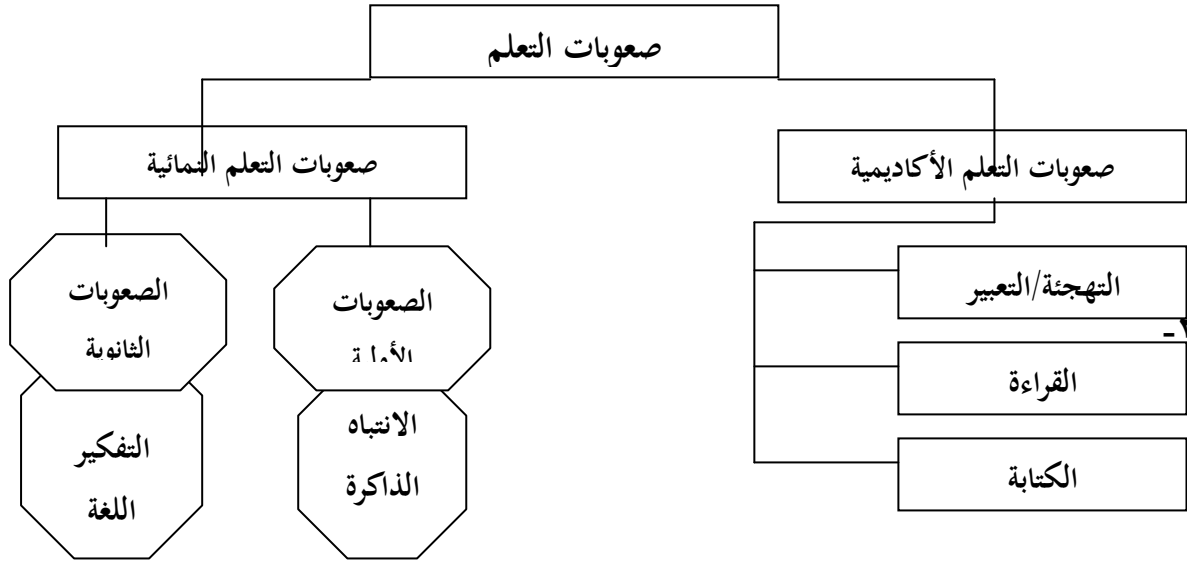 صعوبات التعلم
صعوبات التعلم الأكاديمية
صعوبات التعلم النمائية
التهجئة/التعبير
القراءة
الكتابة
الصعوبات
الأولية
الانتباه
الذاكرة
الصعوبات
الثانوية
التفكير
اللغة